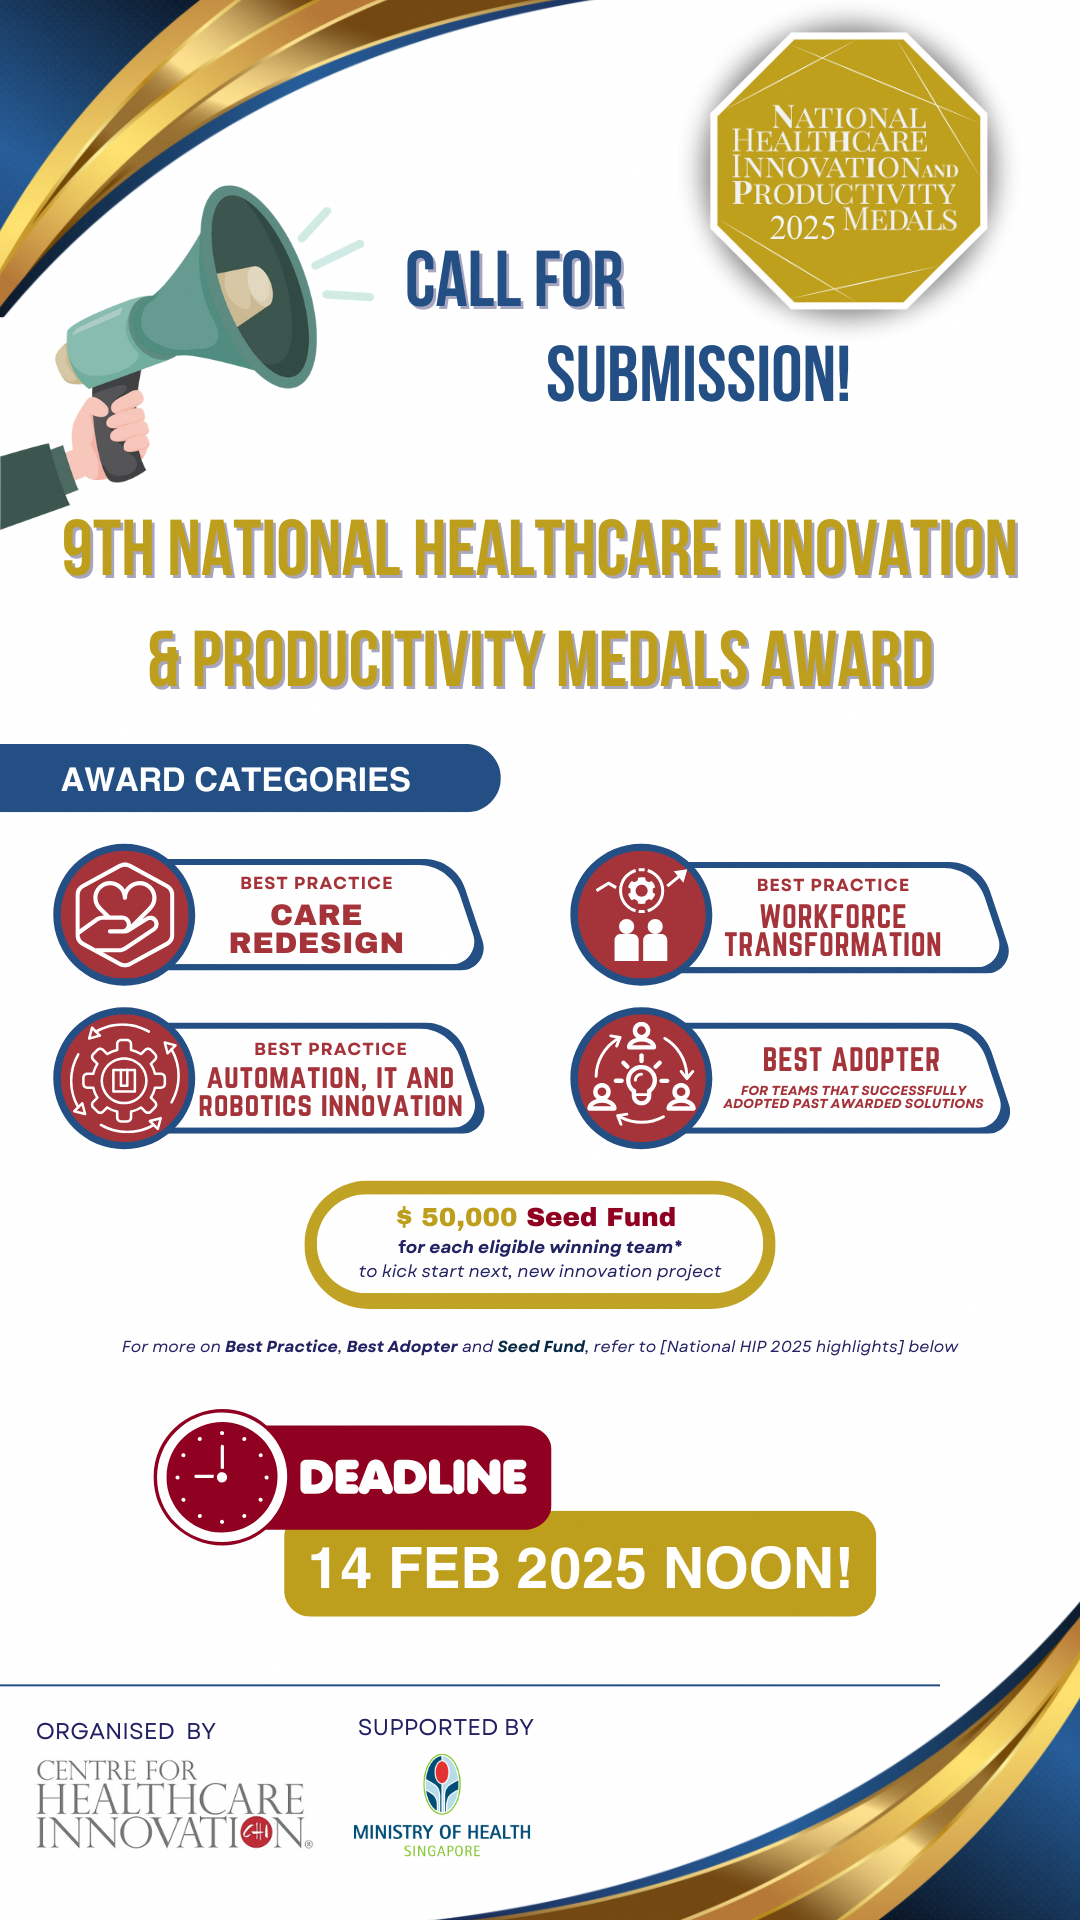 NATIONAL
HEALTHCARE
INNOVATION AND
PRODUCTIVITY
2025 MEDALS
CALL FOR
SUBMISSION!
9TH NATIONAL HEALTHCARE INNOVATION
& PRODUCITIVITY MEDALS AWARD
AWARD CATEGORIES
BEST PRACTICE
CARE
REDESIGN
BEST PRACTICE
WORKFORCE
TRANSFORMATION
BEST PRACTICE
AUTOMATION, IT AND
ROBOTICS INNOVATION
BEST ADOPTER
FOR TEAMS THAT SUCCESSFULLY
ADOPTED PAST AWARDED SOLUTIONS
$ 50,000 Seed Fund
for each eligible winning team*
to kick start next, new innovation project
For more on Best Practice, Best Adopter and Seed Fund, refer to [National HIP 2025 highlights] below
DEADLINE
14 FEB 2025 NOON!
ORGANISED BY
CENTRE FOR
HEALTHCARE
INNOVATION®
CHI
SUPPORTED BY
MINISTRY OF HEALTH
SINGAPORE